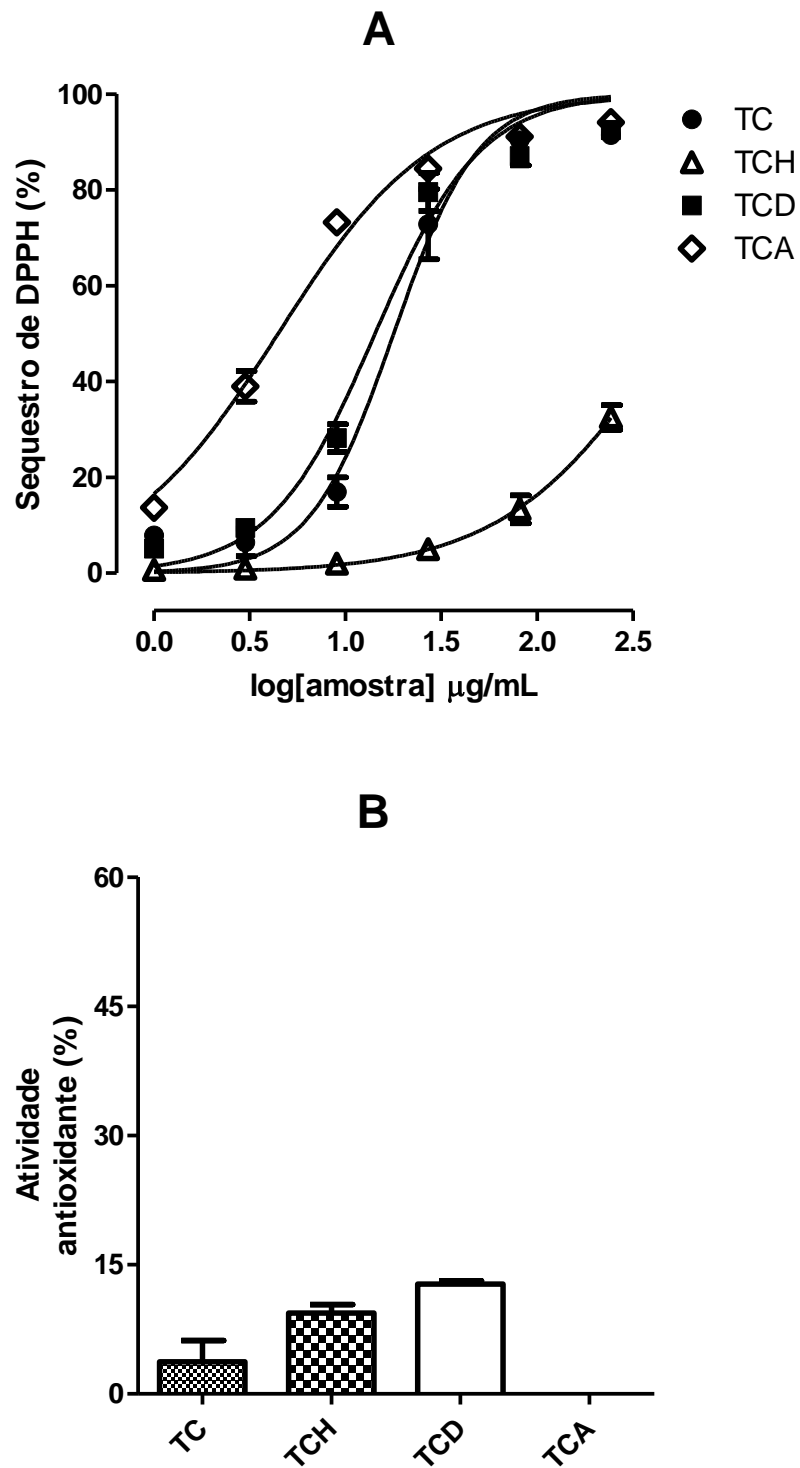 A
Sequestro de DPPH (%)
100
80
60
40
20
0
0.0 0.5 1.0 1.5 2.0 2.5
log[amostra] μg/mL
TC
TCH
TCD
TCA
B
Atividade
antioxidante (%)
60
45
30
15
0
TC TCH TCD TCA